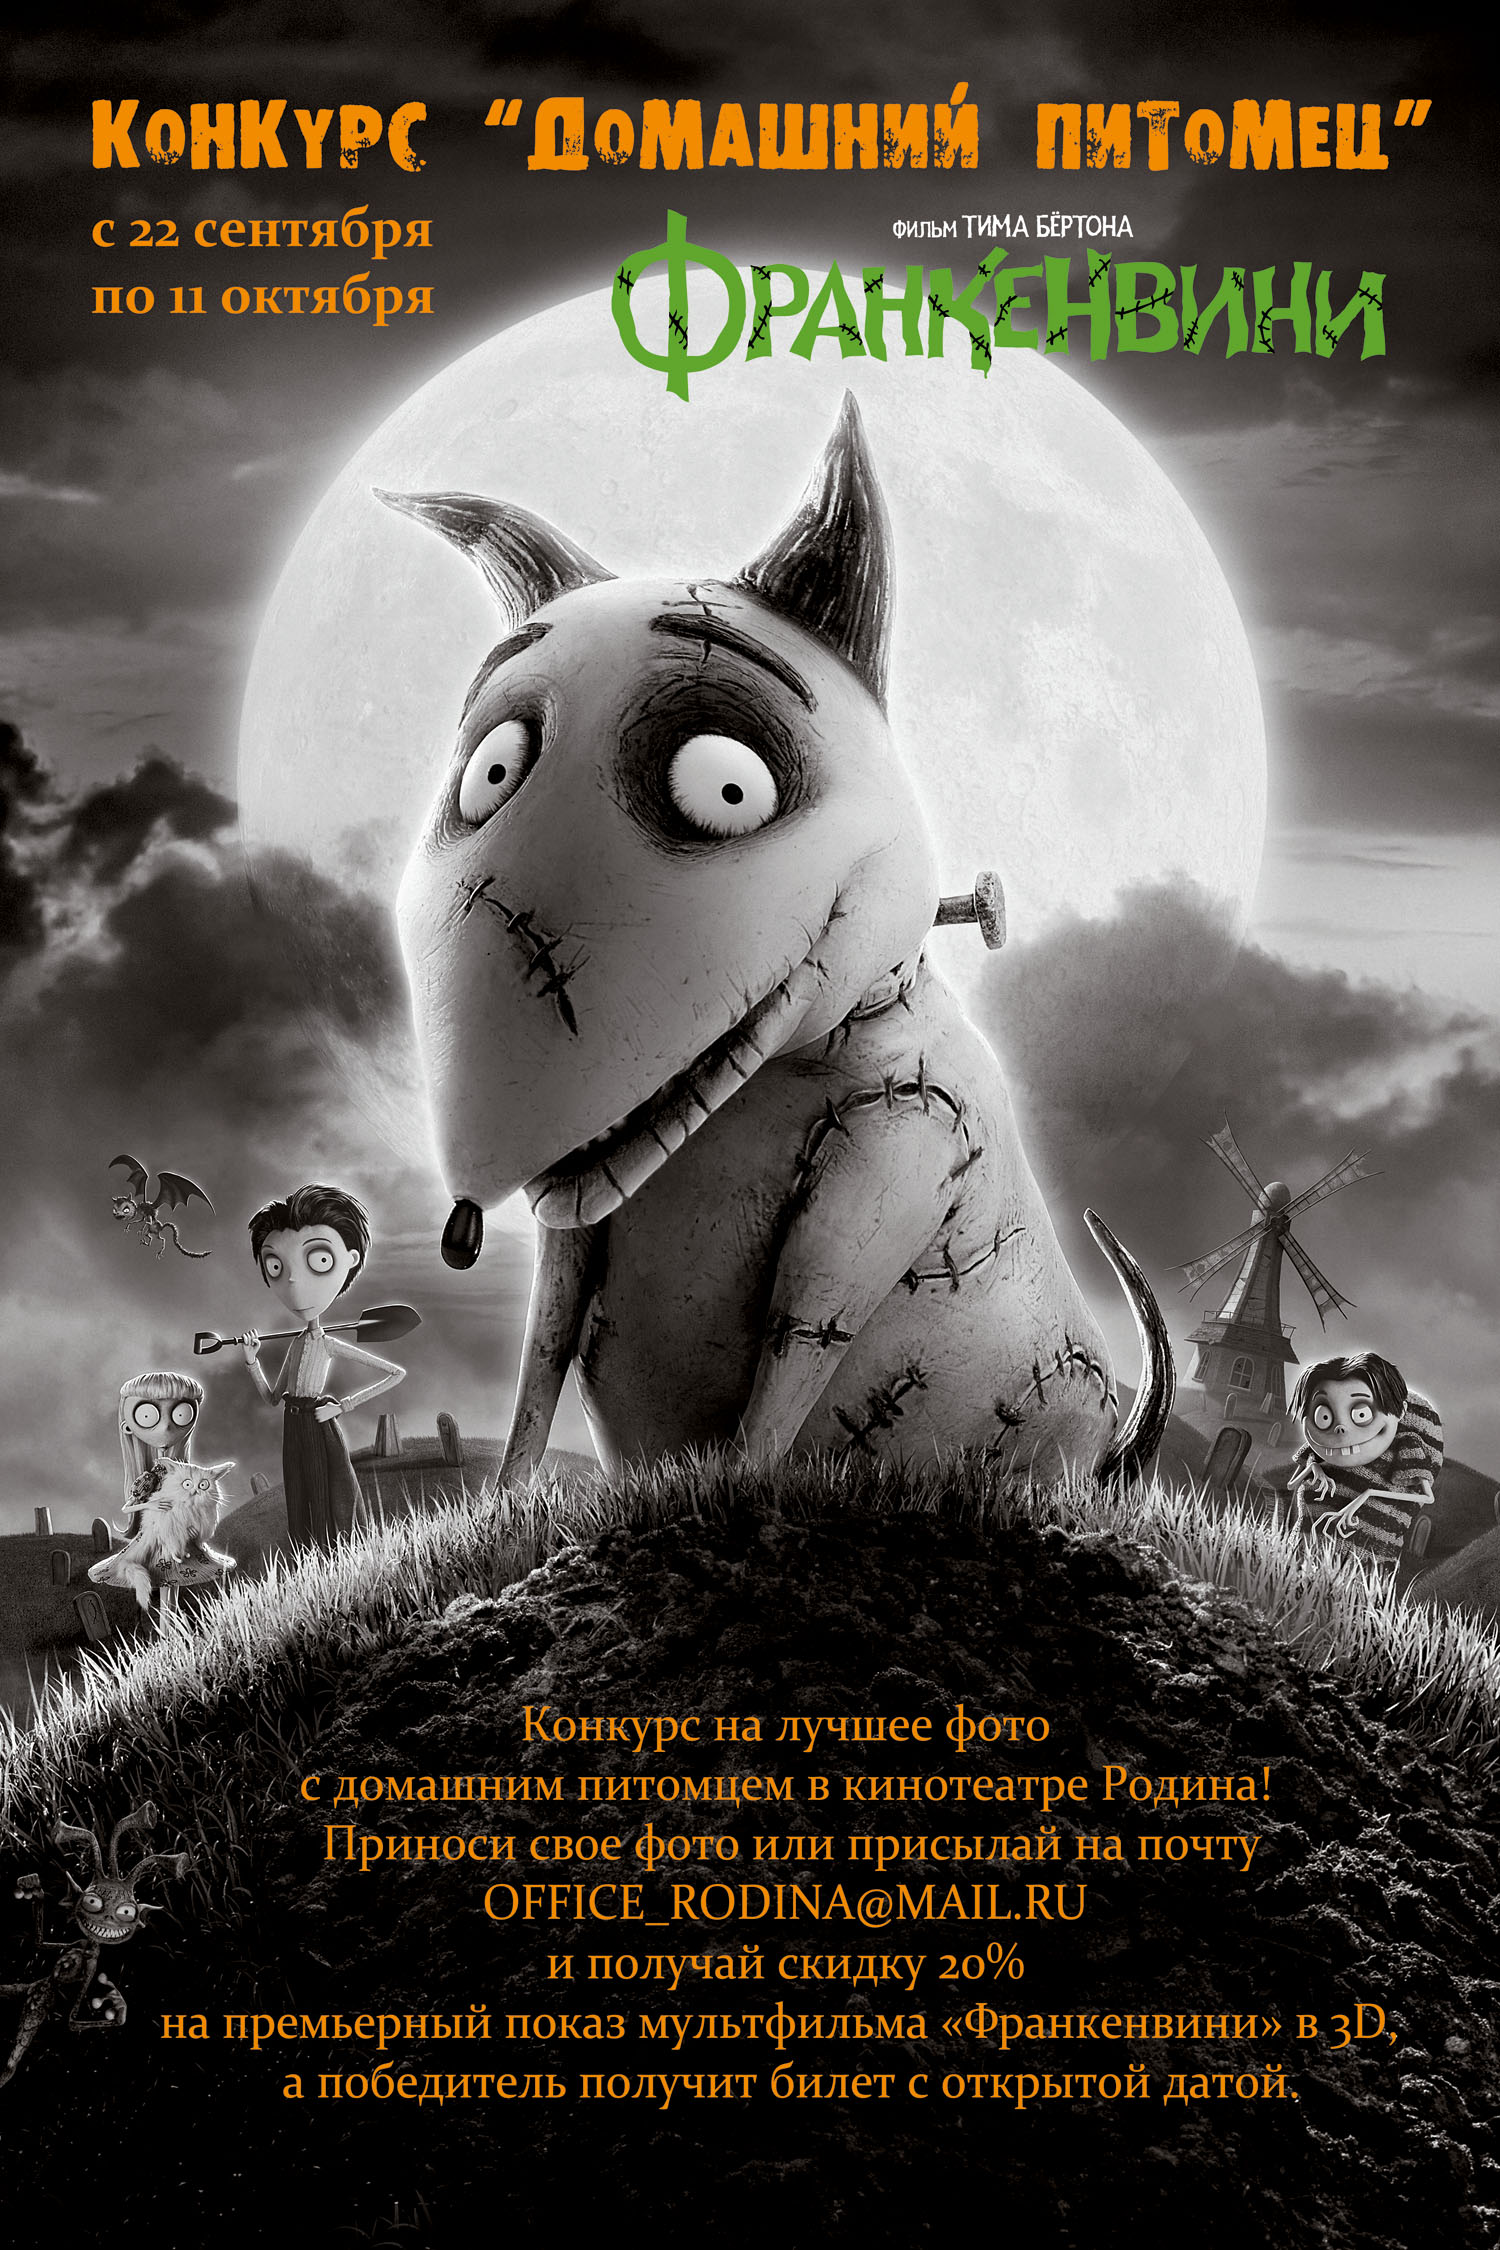 Конкурс "Домашний питомец"
с 22 сентября
по 11 октября
фильм ТИМА БЁРТОНА
ФРАНКЕНВИНИ
Конкурс на лучшее фото
с домашним питомцем в кинотеатре Родина!
Приноси свое фото или присылай на почту
OFFICE_RODINA@MAIL.RU
и получай скидку 20%
на премьерный показ мультфильма «Франкенвини» в 3D,
а победитель получит билет с открытой датой.